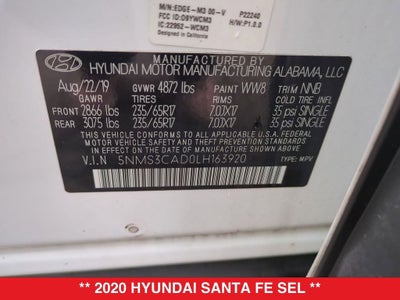 M/N: EDGE-M3 00-V P22240
FCC ID: O9YWCM3 H/W: P1.0.0
IC: 22952-WCM3
Designed in California
MANUFACTURED BY
HYUNDAI MOTOR MANUFACTURING ALABAMA, LLC
Aug/22/19 GVWR 4872 lbs PAINT WW8 TRIM NNB
GAWR TIRES RIMS COLD PRESSURE
FRONT 2866 lbs 235/65R17 7.0JX17 35 psi SINGLE
REAR 3075 lbs 235/65R17 7.0JX17 35 psi SINGLE
THIS VEHICLE CONFORMS TO ALL APPLICABLE U.S.
FEDERAL MOTOR VEHICLE SAFETY AND THEFT
PREVENTION STANDARDS IN EFFECT ON THE DATE OF
MANUFACTURE SHOWN ABOVE
V.I.N 5NMS3CAD0LH163920 TYPE: MPV
** 2020 HYUNDAI SANTA FE SEL **